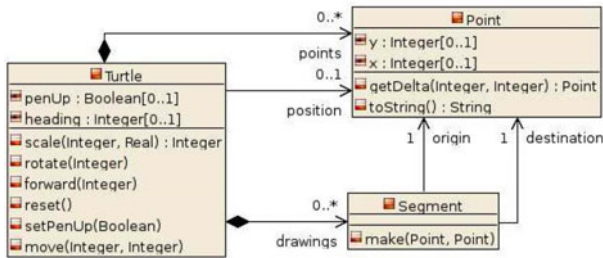 Turtle
penUp : Boolean[0..1]
heading : Integer[0..1]
scale(Integer, Real) : Integer
rotate(Integer)
forward(Integer)
reset()
setPenUp(Boolean)
move(Integer, Integer)
0..*
points
0..1
position
Point
y : Integer[0..1]
x : Integer[0..1]
getDelta(Integer, Integer) : Point
toString() : String
1 origin
1 destination
0..*
drawings
Segment
make(Point, Point)